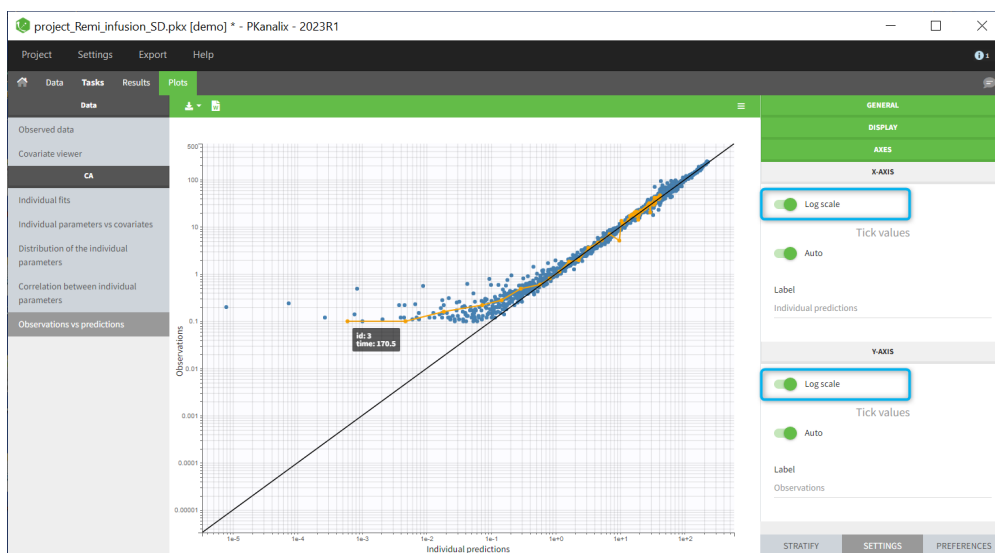 project_Remi_infusion_SD.pkx [demo] * - PKanalix - 2023R1
Project Settings Export Help
1
Data Tasks Results Plots
Data
Observed data
Covariate viewer
CA
Individual fits
Individual parameters vs covariates
Distribution of the individual
parameters
Correlation between individual
parameters
Observations vs predictions
500
100
10
1
0.1
0.01
0.001
0.0001
0.00001
Observations
id: 3
time: 170.5
1e-5 1e-4 1e-3 1e-2 1e-1 1e+0 1e+1 1e+2
Individual predictions
GENERAL
DISPLAY
AXES
X-AXIS
Log scale
Tick values
Auto
Label
Individual predictions
Y-AXIS
Log scale
Tick values
Auto
Label
Observations
STRATIFY SETTINGS PREFERENCES